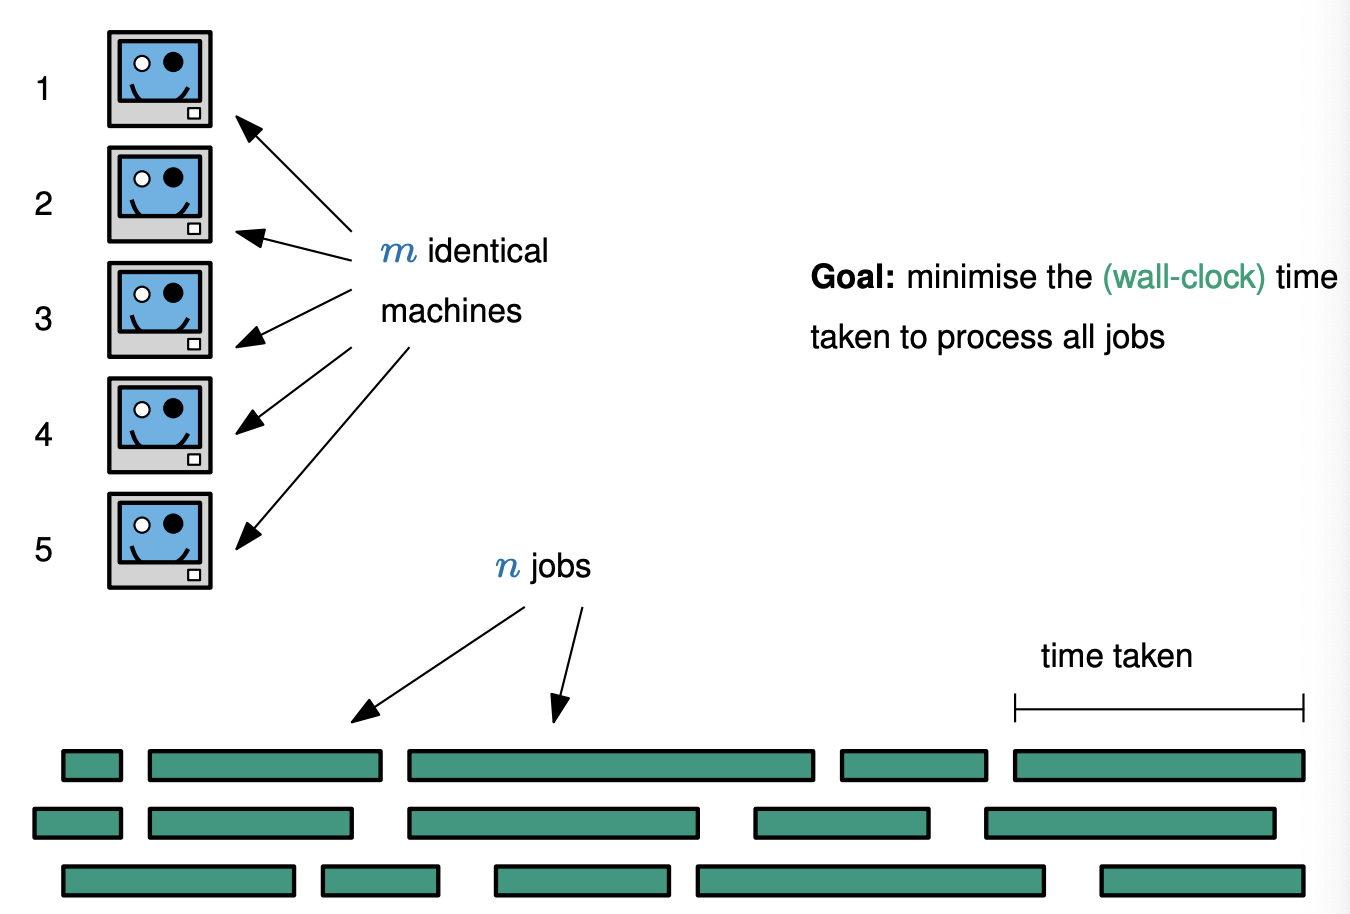 1
2
m identical
machines
Goal: minimise the (wall-clock) time
taken to process all jobs
3
4
5
n jobs
time taken